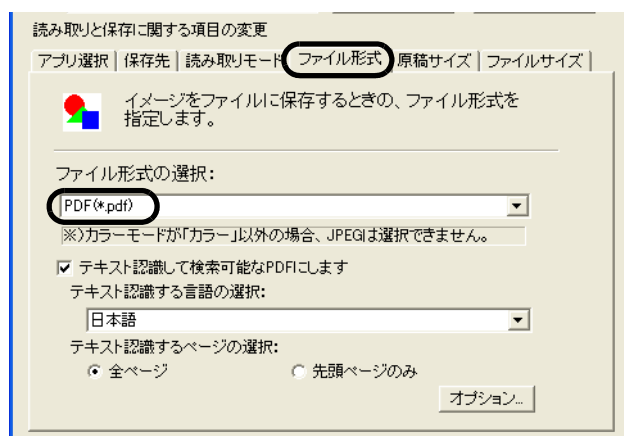 読み取りと保存に関する項目の変更
アプリ選択 保存先 読み取りモード ファイル形式 原稿サイズ ファイルサイズ
イメージをファイルに保存するときの、ファイル形式を
指定します。
ファイル形式の選択:
PDF(*.pdf)
※)カラーモードが「カラー」以外の場合、JPEGは選択できません。
テキスト認識して検索可能なPDFにします
テキスト認識する言語の選択:
日本語
テキスト認識するページの選択:
全ページ 先頭ページのみ
オプション...